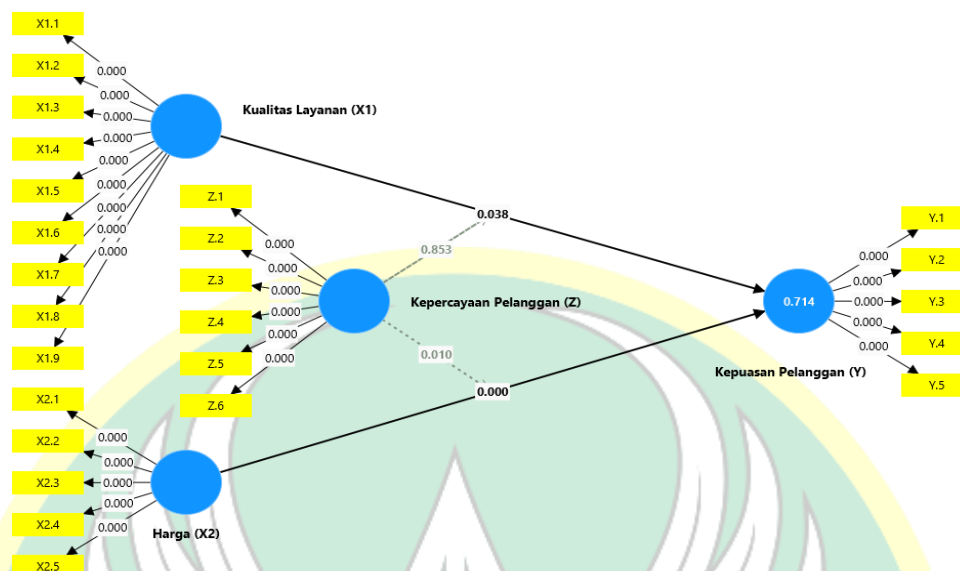 X1.1
X1.2
X1.3
X1.4
X1.5
X1.6
X1.7
X1.8
X1.9
0.000
0.000
0.000
0.000
0.000
0.000
0.000
0.000
0.000
Kualitas Layanan (X1)
0.038
Z.1
Z.2
Z.3
Z.4
Z.5
Z.6
0.000
0.000
0.000
0.000
0.000
0.000
0.853
Kepercayaan Pelanggan (Z)
0.010
0.000
X2.1
X2.2
X2.3
X2.4
X2.5
0.000
0.000
0.000
0.000
0.000
Harga (X2)
0.714
Kepuasan Pelanggan (Y)
0.000
0.000
0.000
0.000
0.000
Y.1
Y.2
Y.3
Y.4
Y.5